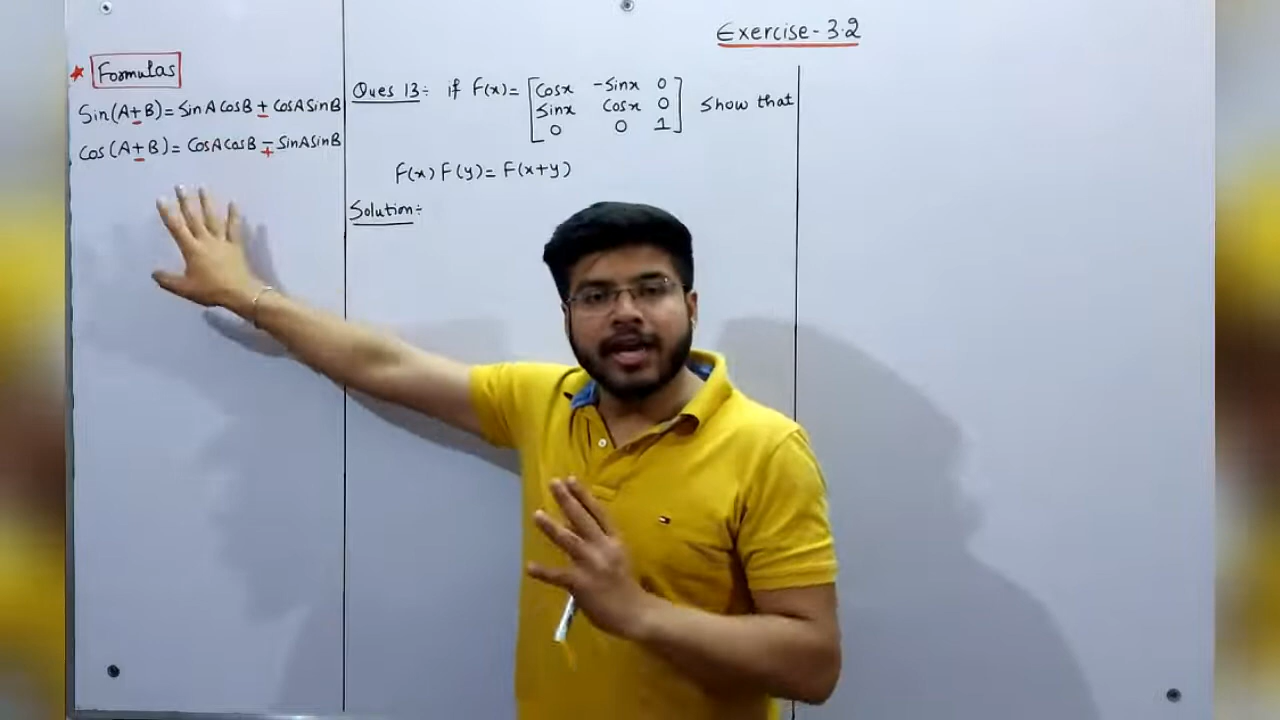 Exercise - 3.2
* Formulas
Sin(A±B) = SinA CosB ± CosA SinB
Cos(A±B) = CosA CosB ∓ SinA SinB
Ques 13÷ if F(x) = [Cosx -Sinx 0
Sinx Cosx 0
0 0 1] Show that
F(x) F(y) = F(x+y)
Solution÷